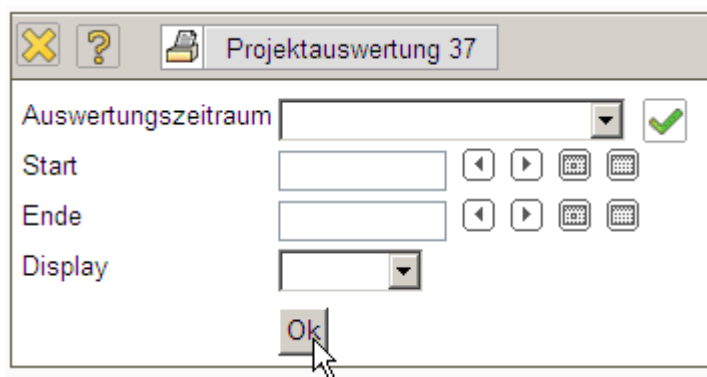 Projektauswertung 37
Auswertungszeitraum
Start
Ende
Display
Ok